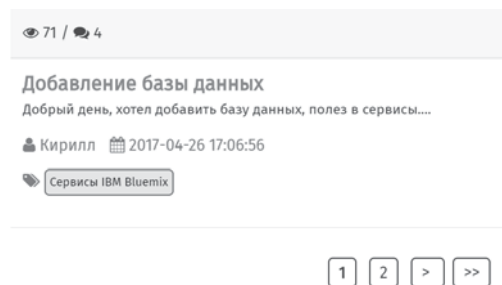 71 / 4
Добавление базы данных
Добрый день, хотел добавить базу данных, полез в сервисы....
Кирилл 2017-04-26 17:06:56
Сервисы IBM Bluemix
1 2 > >>